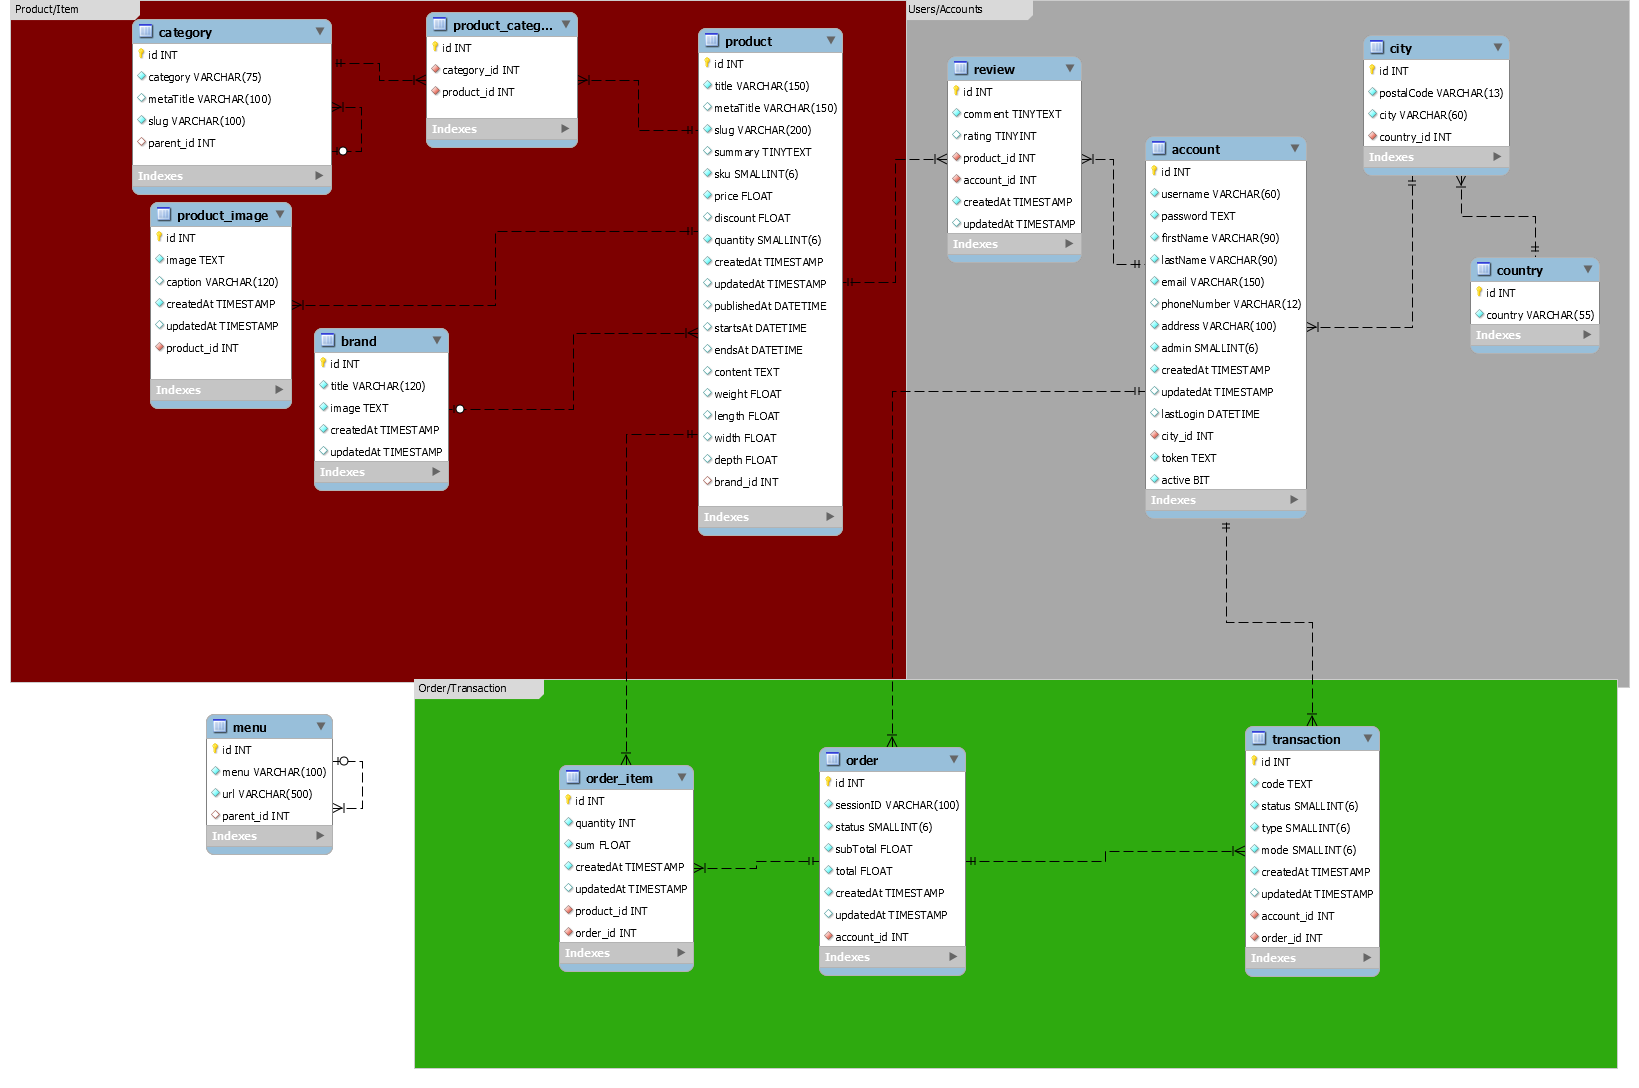 Product/Item
category
id INT
category VARCHAR(75)
metaTitle VARCHAR(100)
slug VARCHAR(100)
parent_id INT
Indexes
product_categ...
id INT
category_id INT
product_id INT
Indexes
product
id INT
title VARCHAR(150)
metaTitle VARCHAR(150)
slug VARCHAR(200)
summary TINYTEXT
sku SMALLINT(6)
price FLOAT
discount FLOAT
quantity SMALLINT(6)
createdAt TIMESTAMP
updatedAt TIMESTAMP
publishedAt DATETIME
startsAt DATETIME
endsAt DATETIME
content TEXT
weight FLOAT
length FLOAT
width FLOAT
depth FLOAT
brand_id INT
Indexes
product_image
id INT
image TEXT
caption VARCHAR(120)
createdAt TIMESTAMP
updatedAt TIMESTAMP
product_id INT
Indexes
brand
id INT
title VARCHAR(120)
image TEXT
createdAt TIMESTAMP
updatedAt TIMESTAMP
Indexes
Users/Accounts
review
id INT
comment TINYTEXT
rating TINYINT
product_id INT
account_id INT
createdAt TIMESTAMP
updatedAt TIMESTAMP
Indexes
account
id INT
username VARCHAR(60)
password TEXT
firstName VARCHAR(90)
lastName VARCHAR(90)
email VARCHAR(150)
phoneNumber VARCHAR(12)
address VARCHAR(100)
admin SMALLINT(6)
createdAt TIMESTAMP
updatedAt TIMESTAMP
lastLogin DATETIME
city_id INT
token TEXT
active BIT
Indexes
city
id INT
postalCode VARCHAR(13)
city VARCHAR(60)
country_id INT
Indexes
country
id INT
country VARCHAR(55)
Indexes
menu
id INT
menu VARCHAR(100)
url VARCHAR(500)
parent_id INT
Indexes
Order/Transaction
order_item
id INT
quantity INT
sum FLOAT
createdAt TIMESTAMP
updatedAt TIMESTAMP
product_id INT
order_id INT
Indexes
order
id INT
sessionID VARCHAR(100)
status SMALLINT(6)
subTotal FLOAT
total FLOAT
createdAt TIMESTAMP
updatedAt TIMESTAMP
account_id INT
Indexes
transaction
id INT
code TEXT
status SMALLINT(6)
type SMALLINT(6)
mode SMALLINT(6)
createdAt TIMESTAMP
updatedAt TIMESTAMP
account_id INT
order_id INT
Indexes